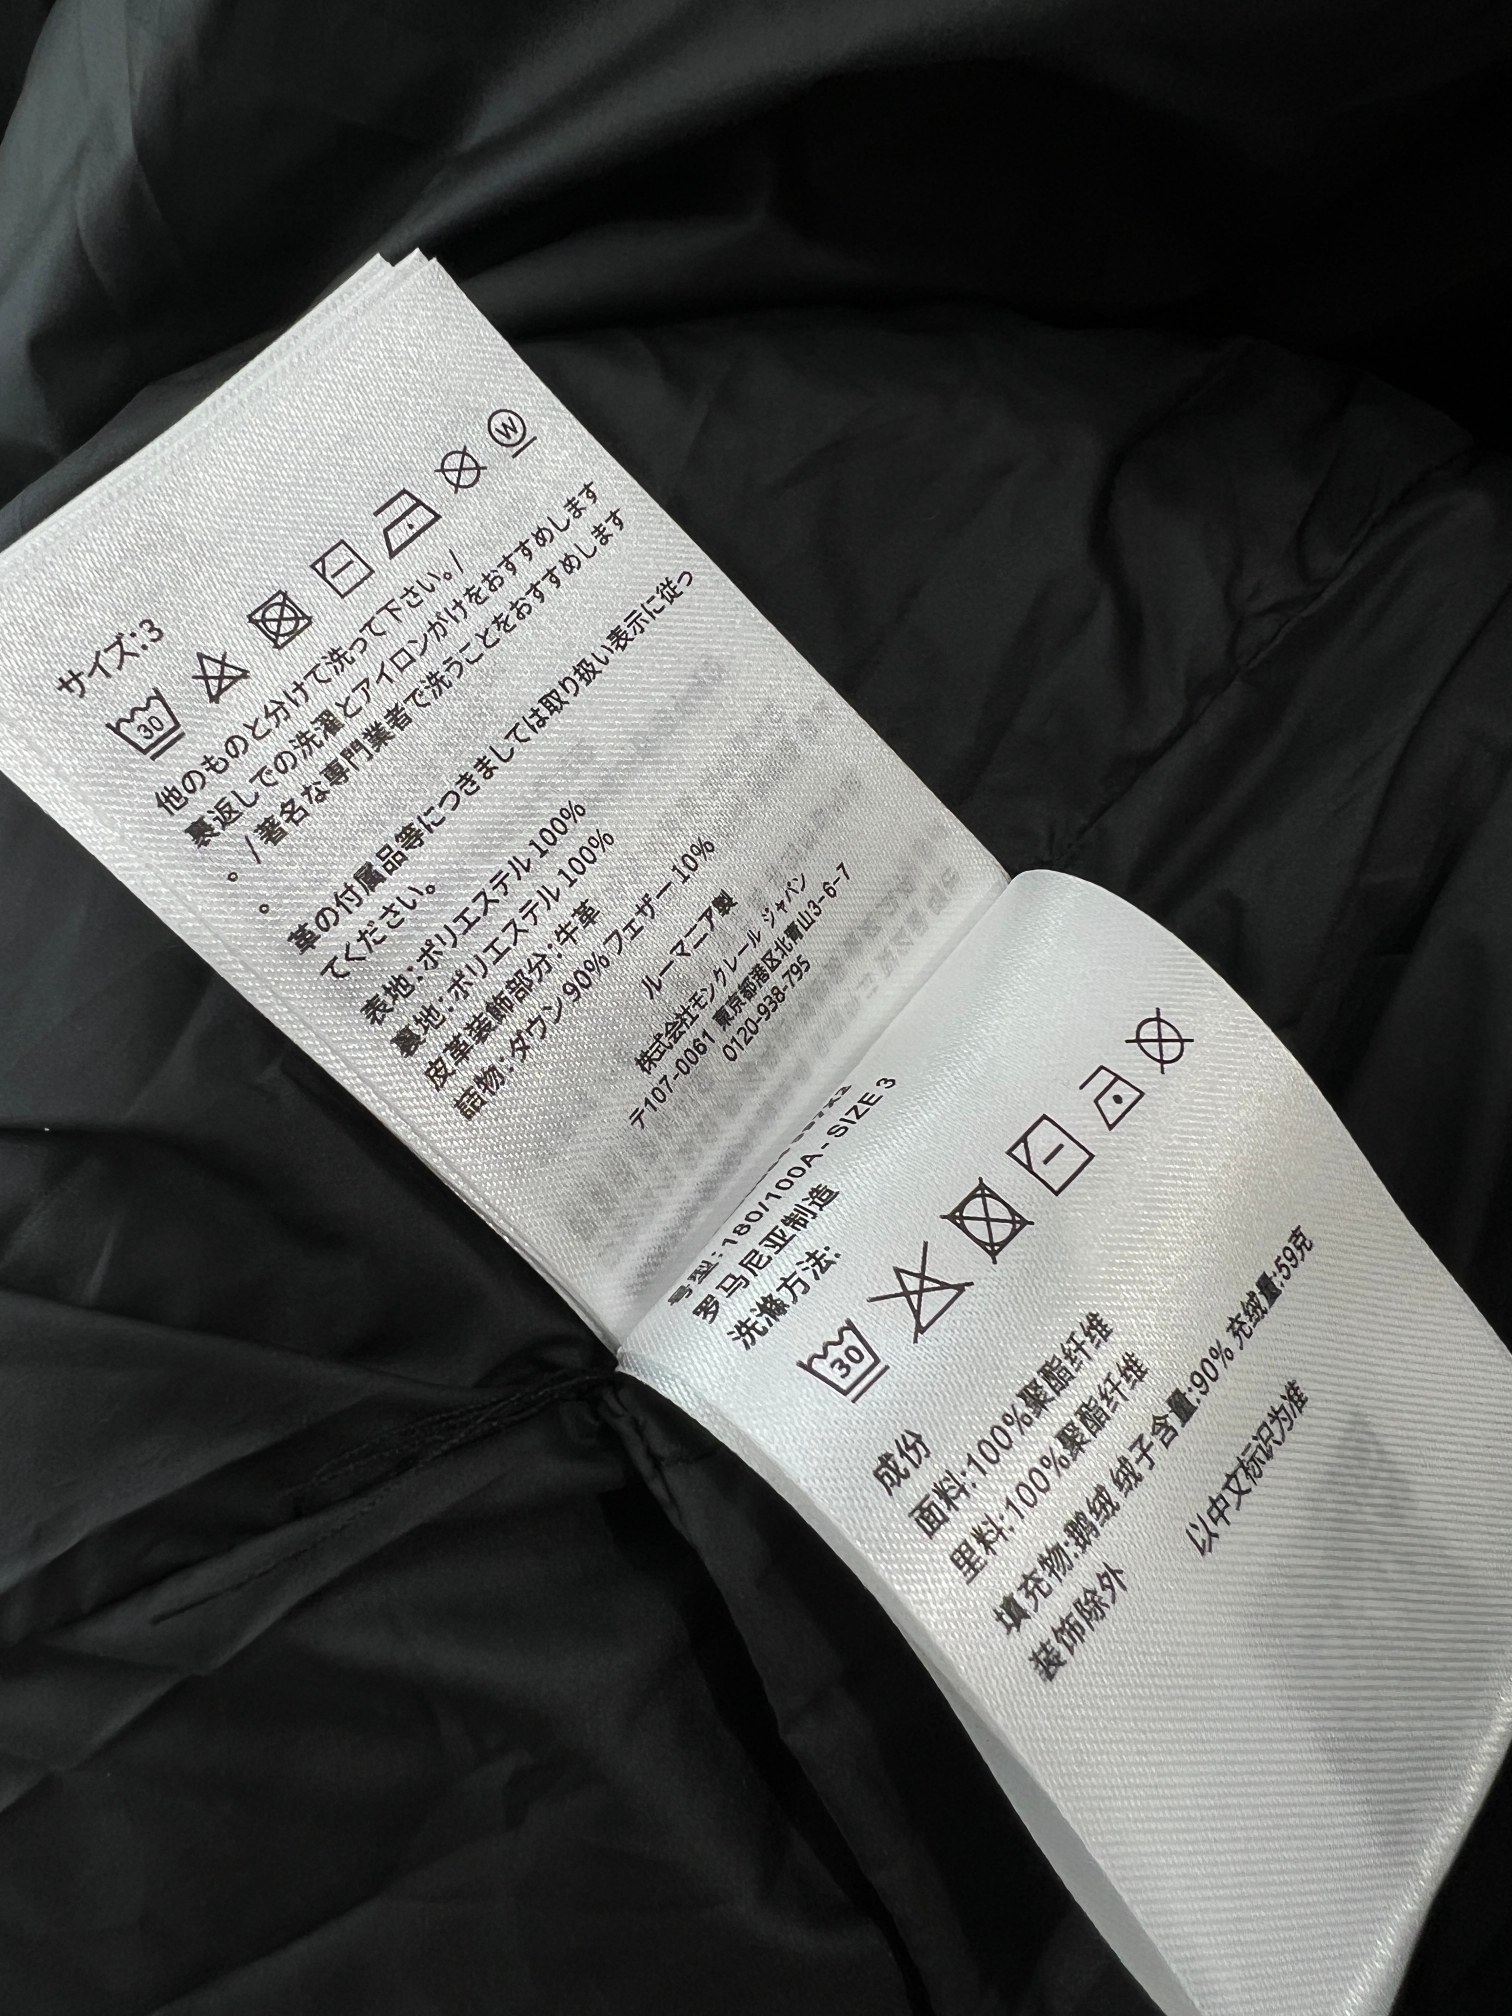 サイズ:3
30
W
他のものと分けて洗って下さい。/
裏返しでの洗濯とアイロンがけをおすすめします
。/著名な専門業者で洗うことをおすすめします
。
革の付属品等につきましては取り扱い表示に従っ
てください。
表地:ポリエステル 100%
裏地:ポリエステル 100%
皮革装飾部分:牛革
詰物:ダウン 90% フェザー 10%
ルーマニア製
株式会社モンクレール ジャパン
〒107-0061 東京都港区北青山3-6-7
0120-938-795
号型:180/100A - SIZE 3
罗马尼亚制造
洗滌方法:
30
成份
面料:100%聚酯纤维
里料:100%聚酯纤维
填充物:鹅绒 绒子含量:90% 充绒量:59克
装饰除外
以中文标识为准